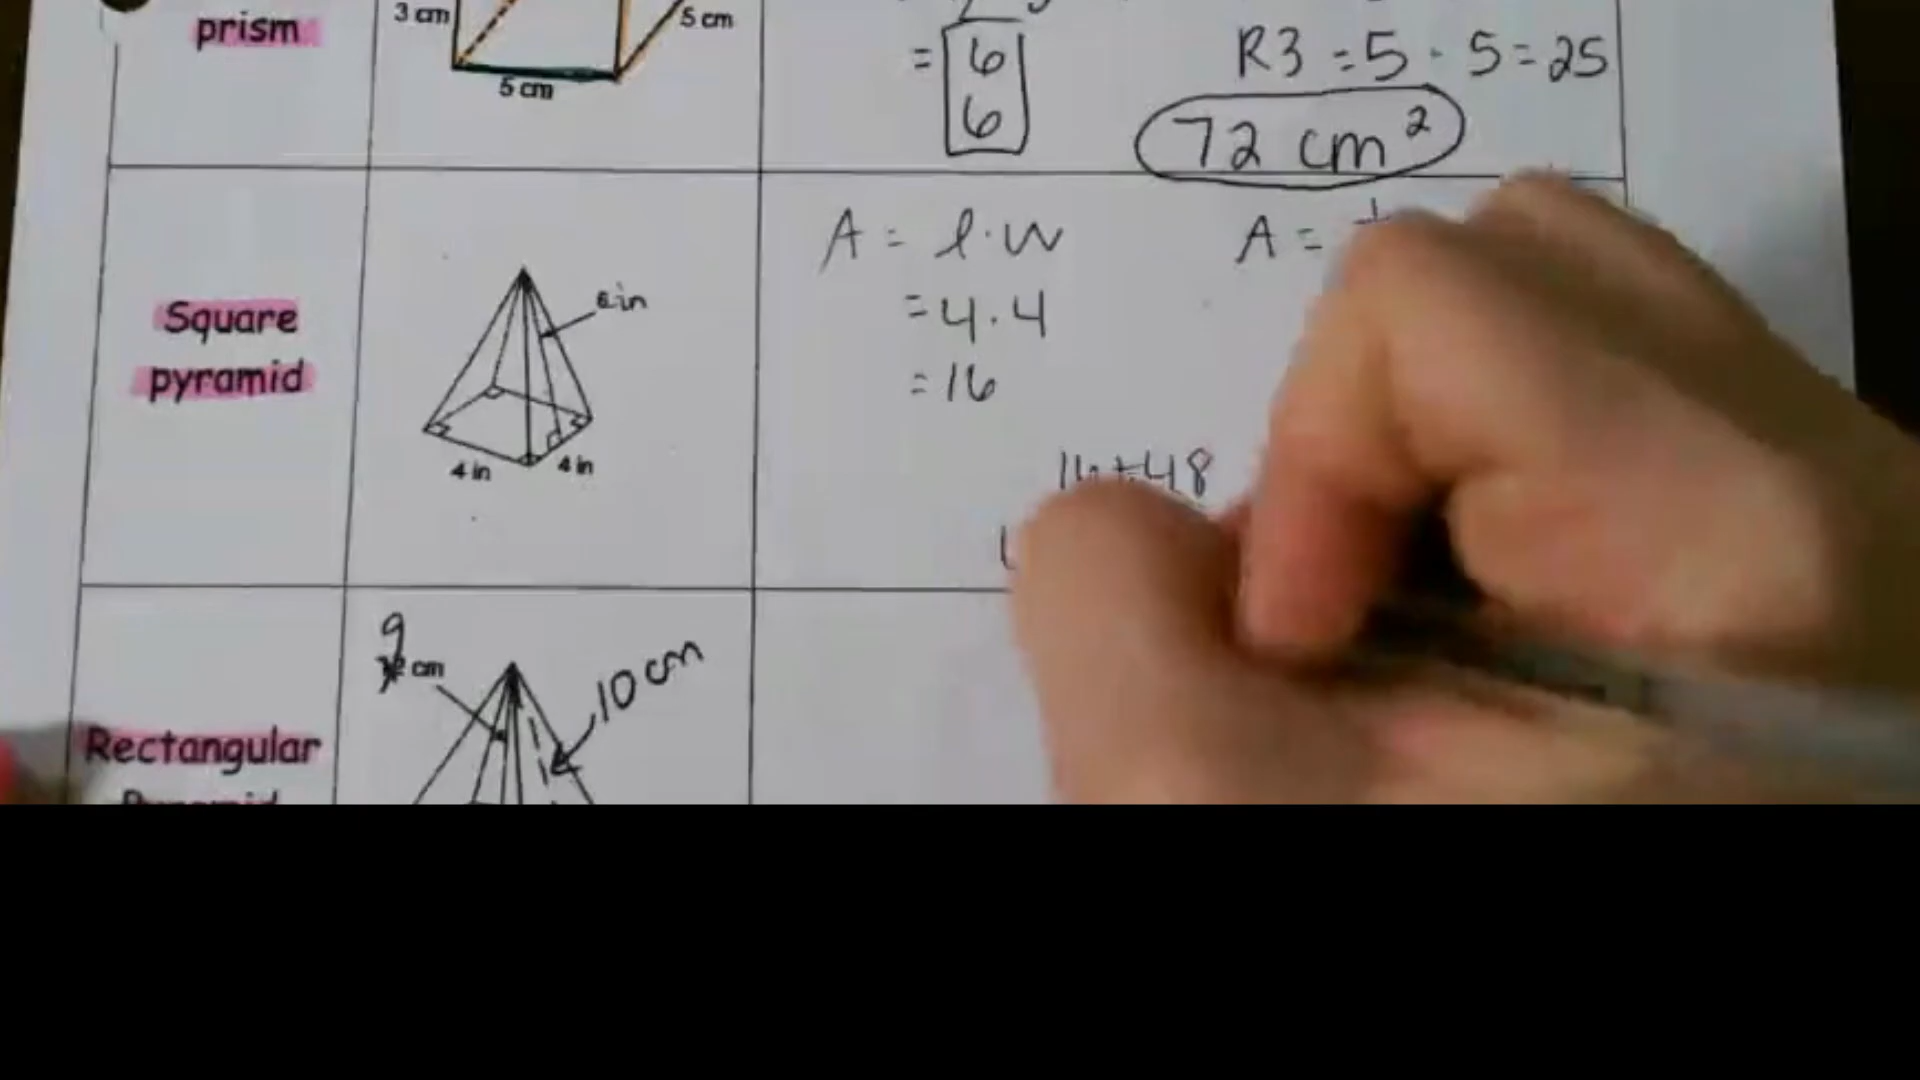 prism
3 cm
5 cm
5 cm
=
6
6
R3 = 5 · 5 = 25
72 cm²
Square
pyramid
6 in
4 in
4 in
A = l · w
= 4 · 4
= 16
A =
16 + 48
Rectangular
Pyramid
9
cm
10 cm